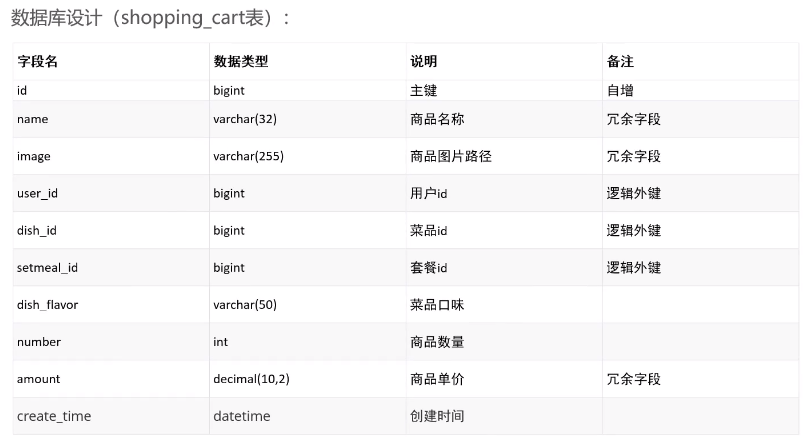 数据库设计（shopping_cart表）：
字段名 数据类型 说明 备注
id bigint 主键 自增
name varchar(32) 商品名称 冗余字段
image varchar(255) 商品图片路径 冗余字段
user_id bigint 用户id 逻辑外键
dish_id bigint 菜品id 逻辑外键
setmeal_id bigint 套餐id 逻辑外键
dish_flavor varchar(50) 菜品口味
number int 商品数量
amount decimal(10,2) 商品单价 冗余字段
create_time datetime 创建时间